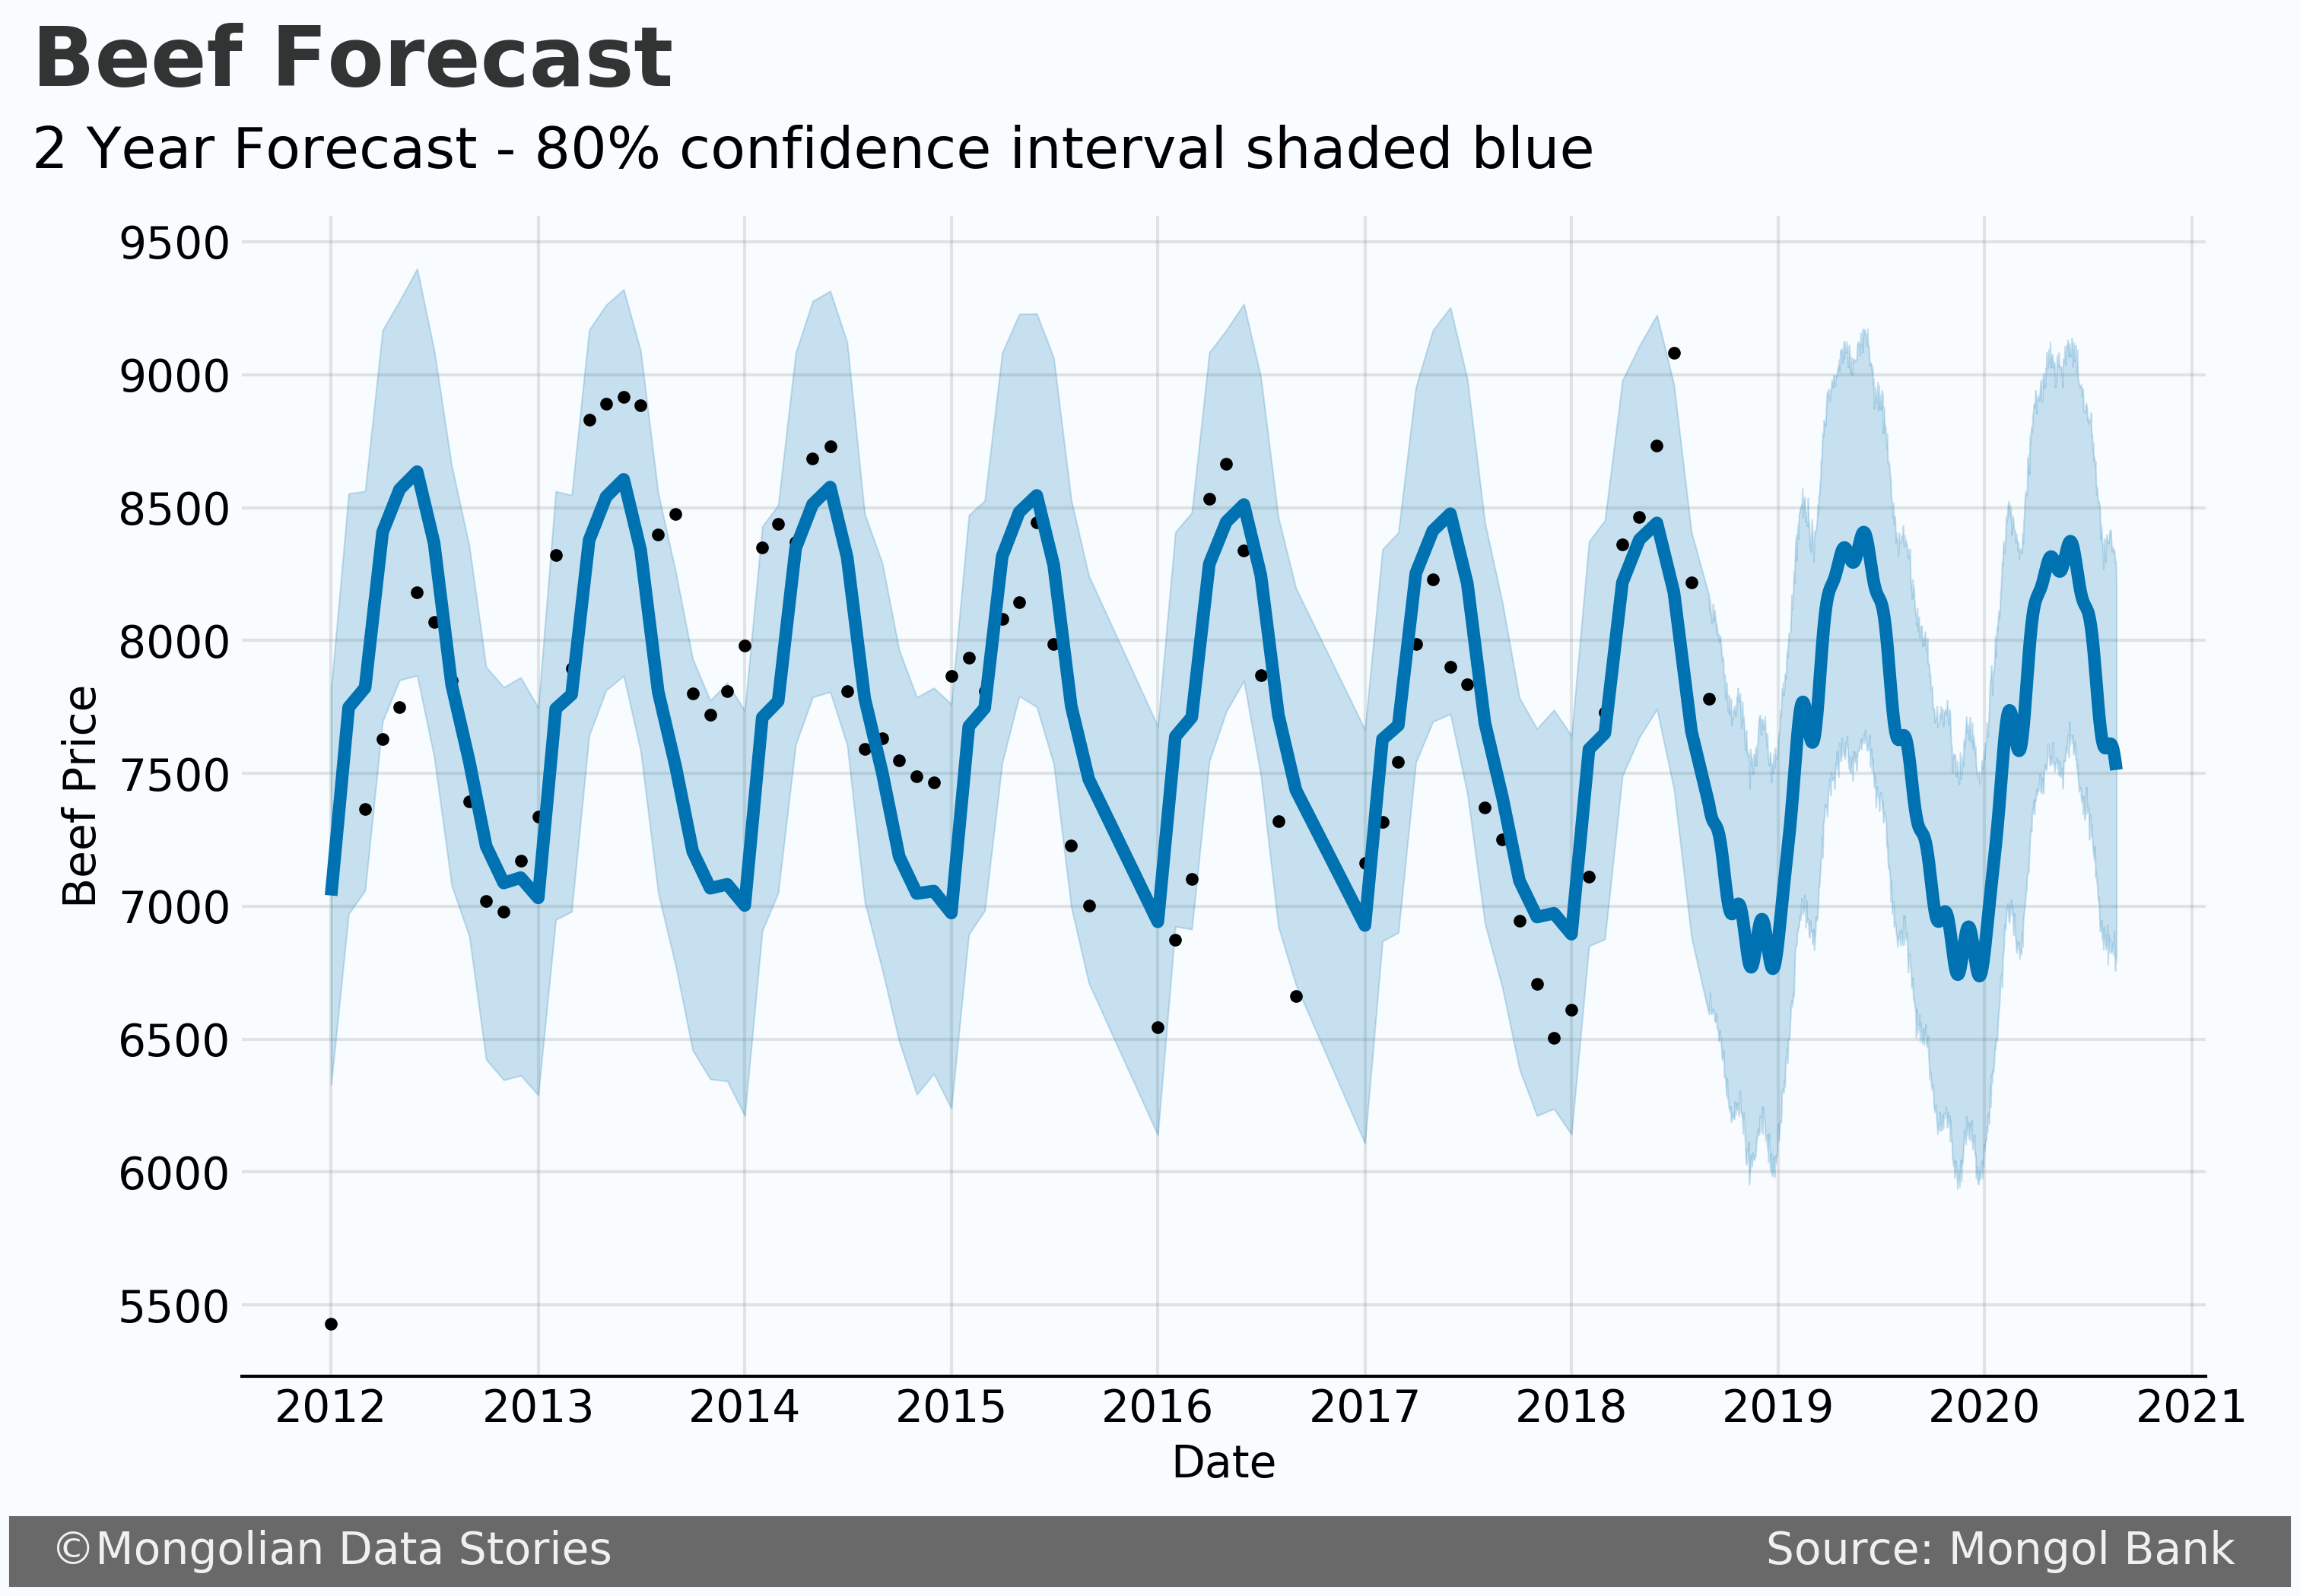 Beef Forecast
2 Year Forecast - 80% confidence interval shaded blue
9500
9000
8500
8000
7500
7000
6500
6000
5500
Beef Price
2012 2013 2014 2015 2016 2017 2018 2019 2020 2021
Date
©Mongolian Data Stories Source: Mongol Bank